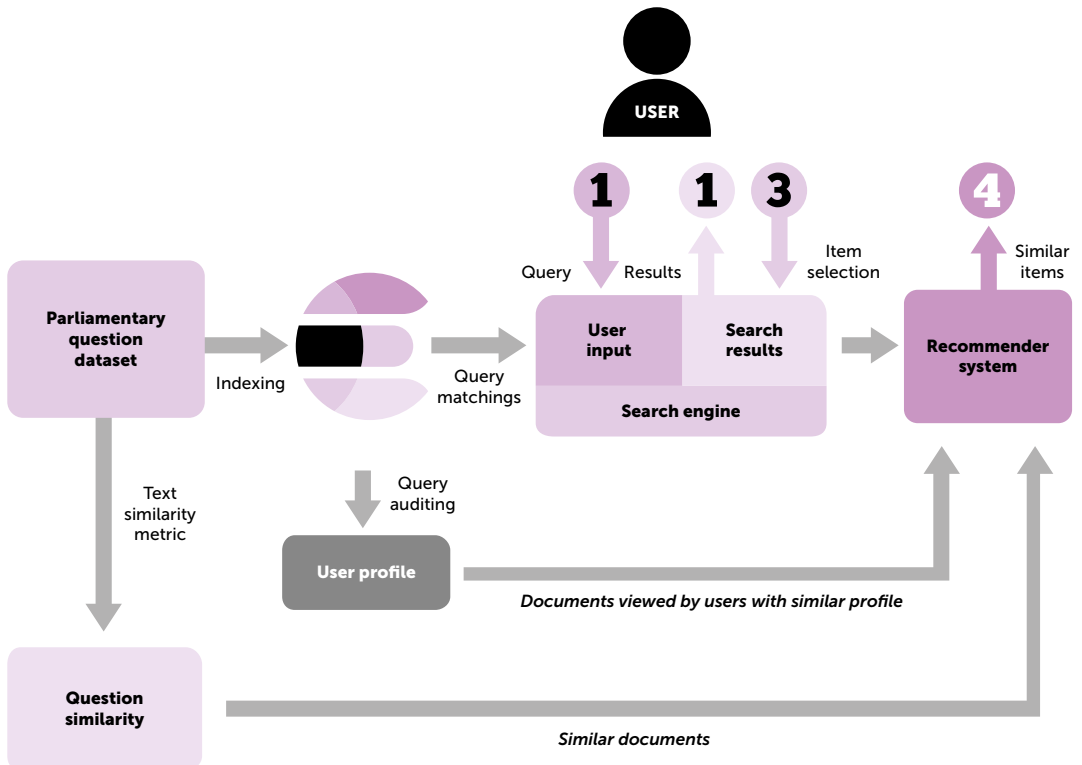 USER
1
1
3
4
Query
Results
Item
selection
Similar
items
Parliamentary
question
dataset
Indexing
Query
matchings
User
input
Search
results
Search engine
Recommender
system
Text
similarity
metric
Query
auditing
User profile
Documents viewed by users with similar profile
Question
similarity
Similar documents